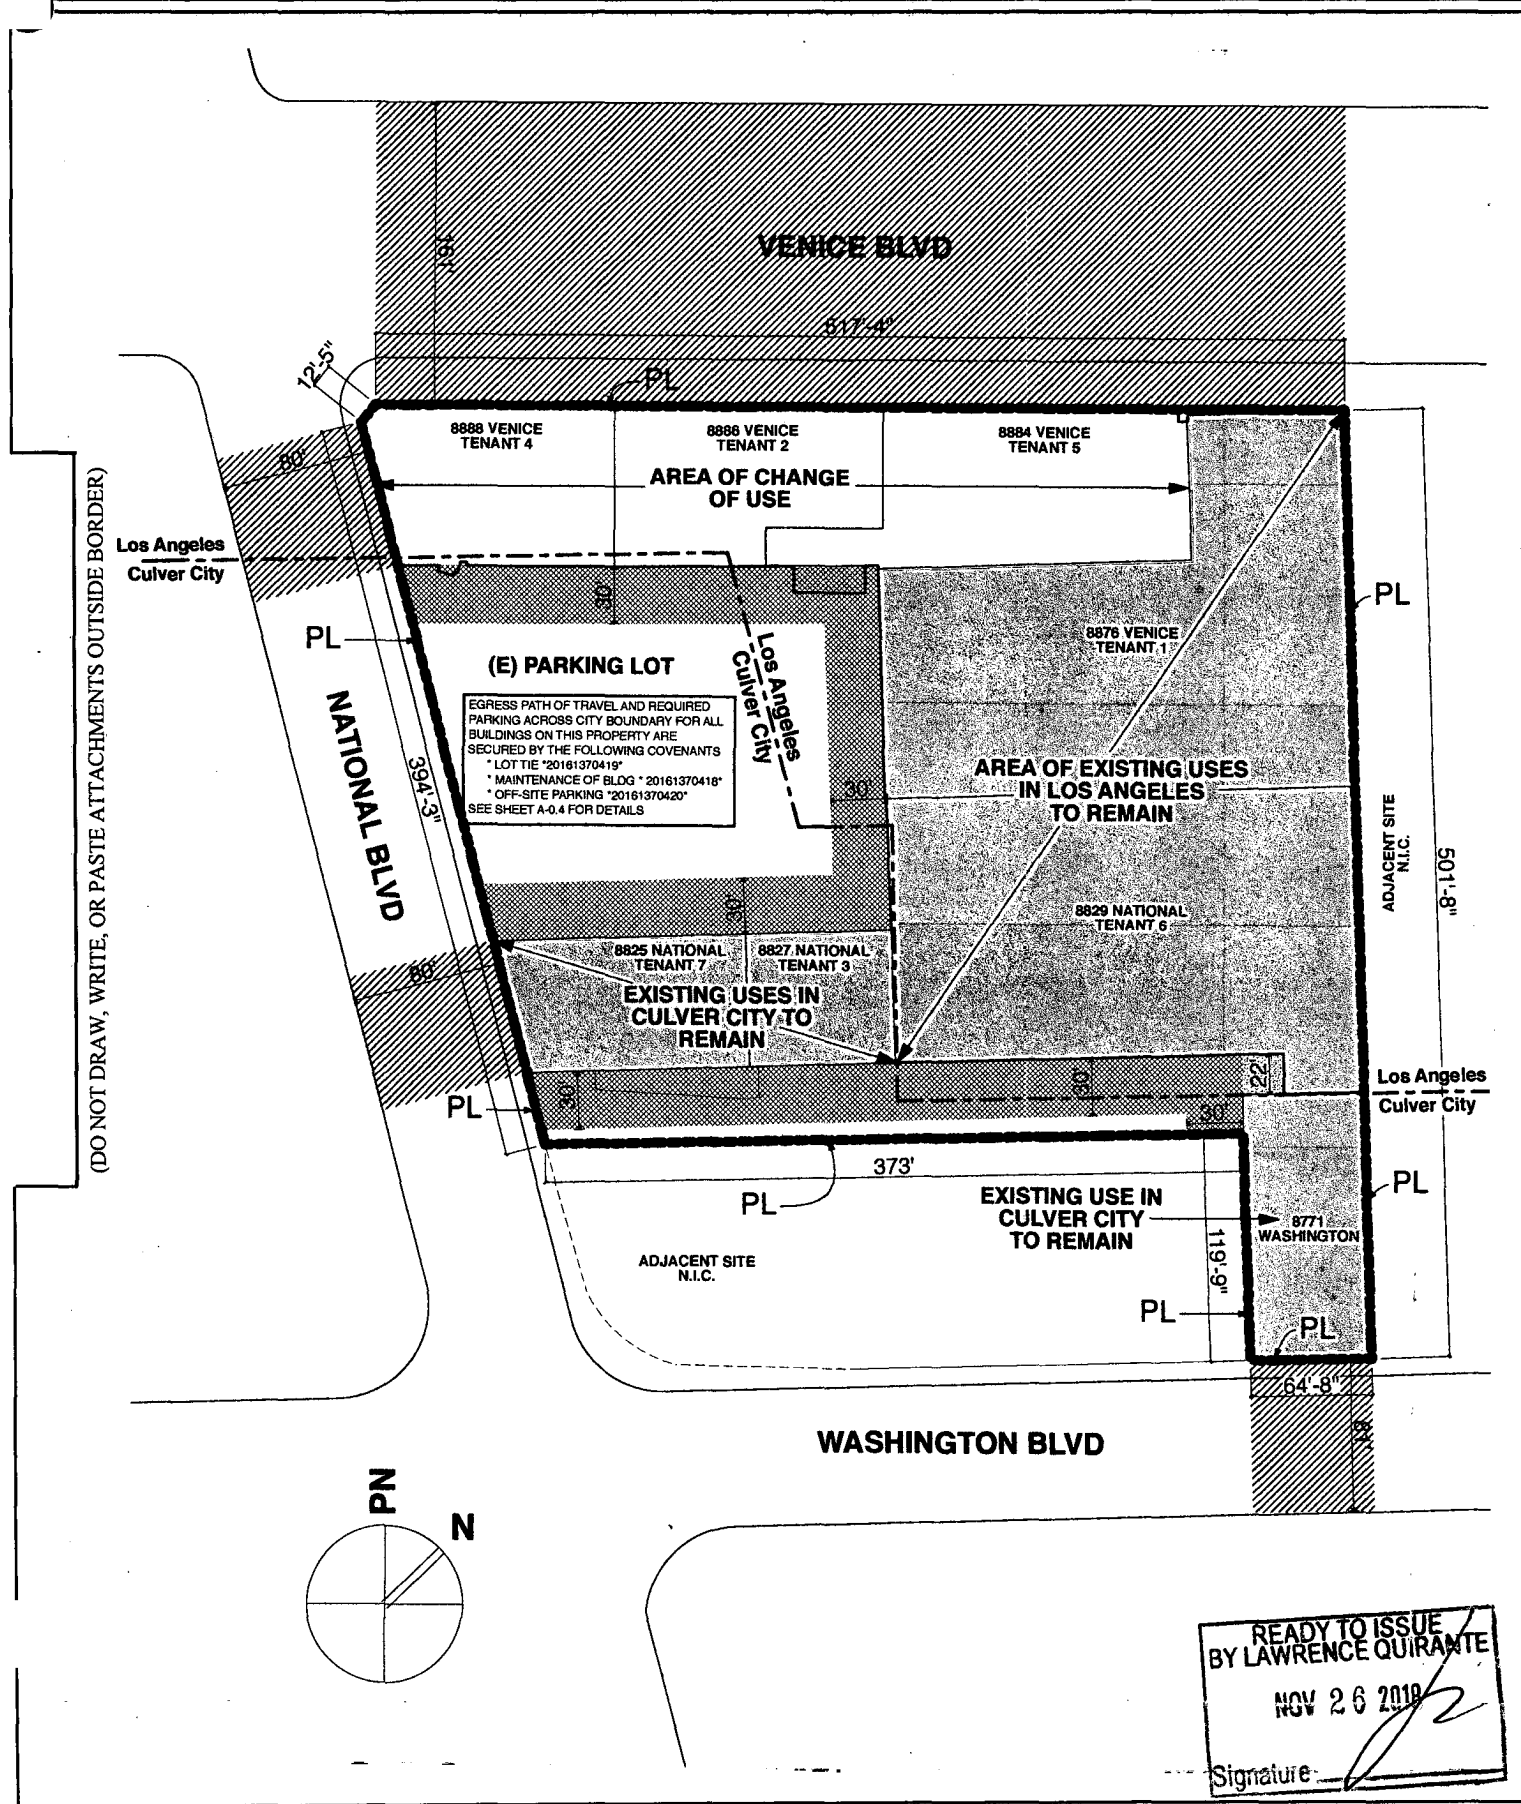 VENICE BLVD
161'
517'-4"
12'-5"
PL
8888 VENICE
TENANT 4
8886 VENICE
TENANT 2
8884 VENICE
TENANT 5
AREA OF CHANGE
OF USE
80'
Los Angeles
Culver City
(DO NOT DRAW, WRITE, OR PASTE ATTACHMENTS OUTSIDE BORDER)
30'
PL
PL
8876 VENICE
TENANT 1
(E) PARKING LOT
Los Angeles
Culver City
EGRESS PATH OF TRAVEL AND REQUIRED
PARKING ACROSS CITY BOUNDARY FOR ALL
BUILDINGS ON THIS PROPERTY ARE
SECURED BY THE FOLLOWING COVENANTS
* LOT TIE *20161370419*
* MAINTENANCE OF BLDG * 20161370418*
* OFF-SITE PARKING *20161370420*
SEE SHEET A-0.4 FOR DETAILS
NATIONAL BLVD
394'-3"
30'
AREA OF EXISTING USES
IN LOS ANGELES
TO REMAIN
ADJACENT SITE
N.I.C.
501'-8"
30'
8829 NATIONAL
TENANT 6
8825 NATIONAL
TENANT 7
8827 NATIONAL
TENANT 3
80'
EXISTING USES IN
CULVER CITY TO
REMAIN
30'
30'
22'
30'
Los Angeles
Culver City
PL
373'
PL
PL
EXISTING USE IN
CULVER CITY
TO REMAIN
8771
WASHINGTON
119'-9"
ADJACENT SITE
N.I.C.
PL
PL
64'-8"
81'
WASHINGTON BLVD
PN
N
READY TO ISSUE
BY LAWRENCE QUIRANTE
NOV 26 2018
Signature